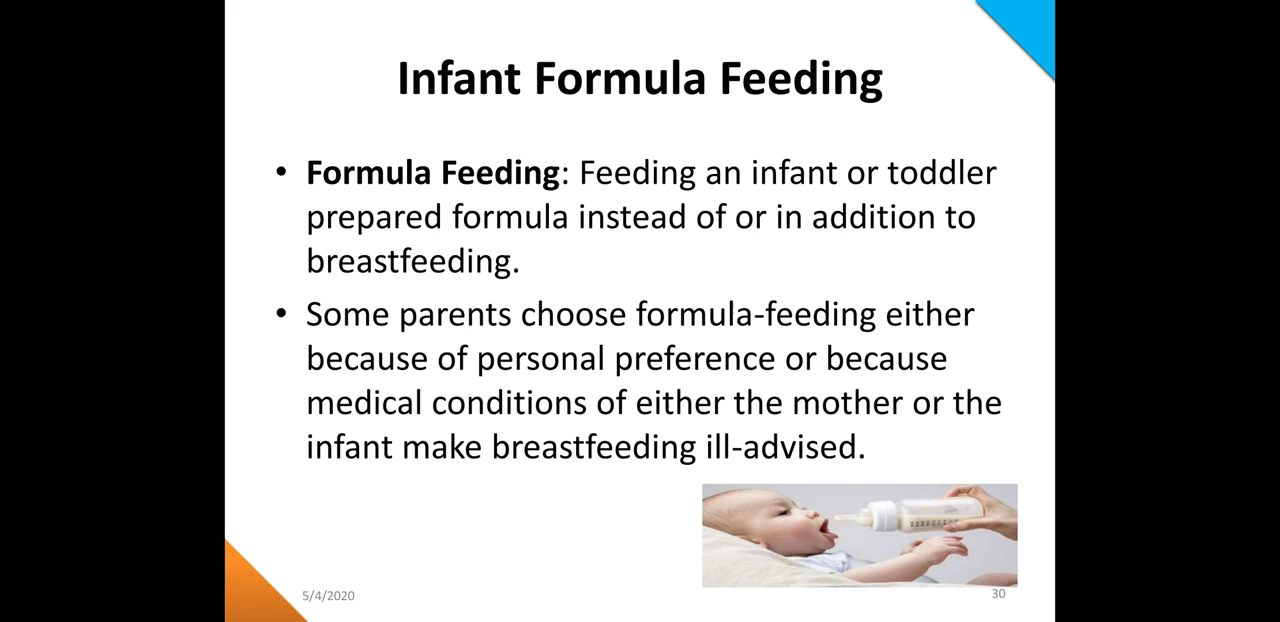 Infant Formula Feeding
• Formula Feeding: Feeding an infant or toddler
prepared formula instead of or in addition to
breastfeeding.
• Some parents choose formula-feeding either
because of personal preference or because
medical conditions of either the mother or the
infant make breastfeeding ill-advised.
5/4/2020
30